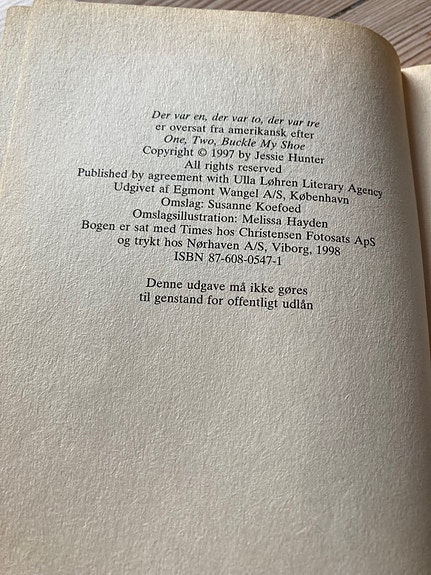 Der var en, der var to, der var tre
er oversat fra amerikansk efter
One, Two, Buckle My Shoe
Copyright © 1997 by Jessie Hunter
All rights reserved
Published by agreement with Ulla Løhren Literary Agency
Udgivet af Egmont Wangel A/S, København
Omslag: Susanne Koefoed
Omslagsillustration: Melissa Hayden
Bogen er sat med Times hos Christensen Fotosats ApS
og trykt hos Nørhaven A/S, Viborg, 1998
ISBN 87-608-0547-1
Denne udgave må ikke gøres
til genstand for offentligt udlån